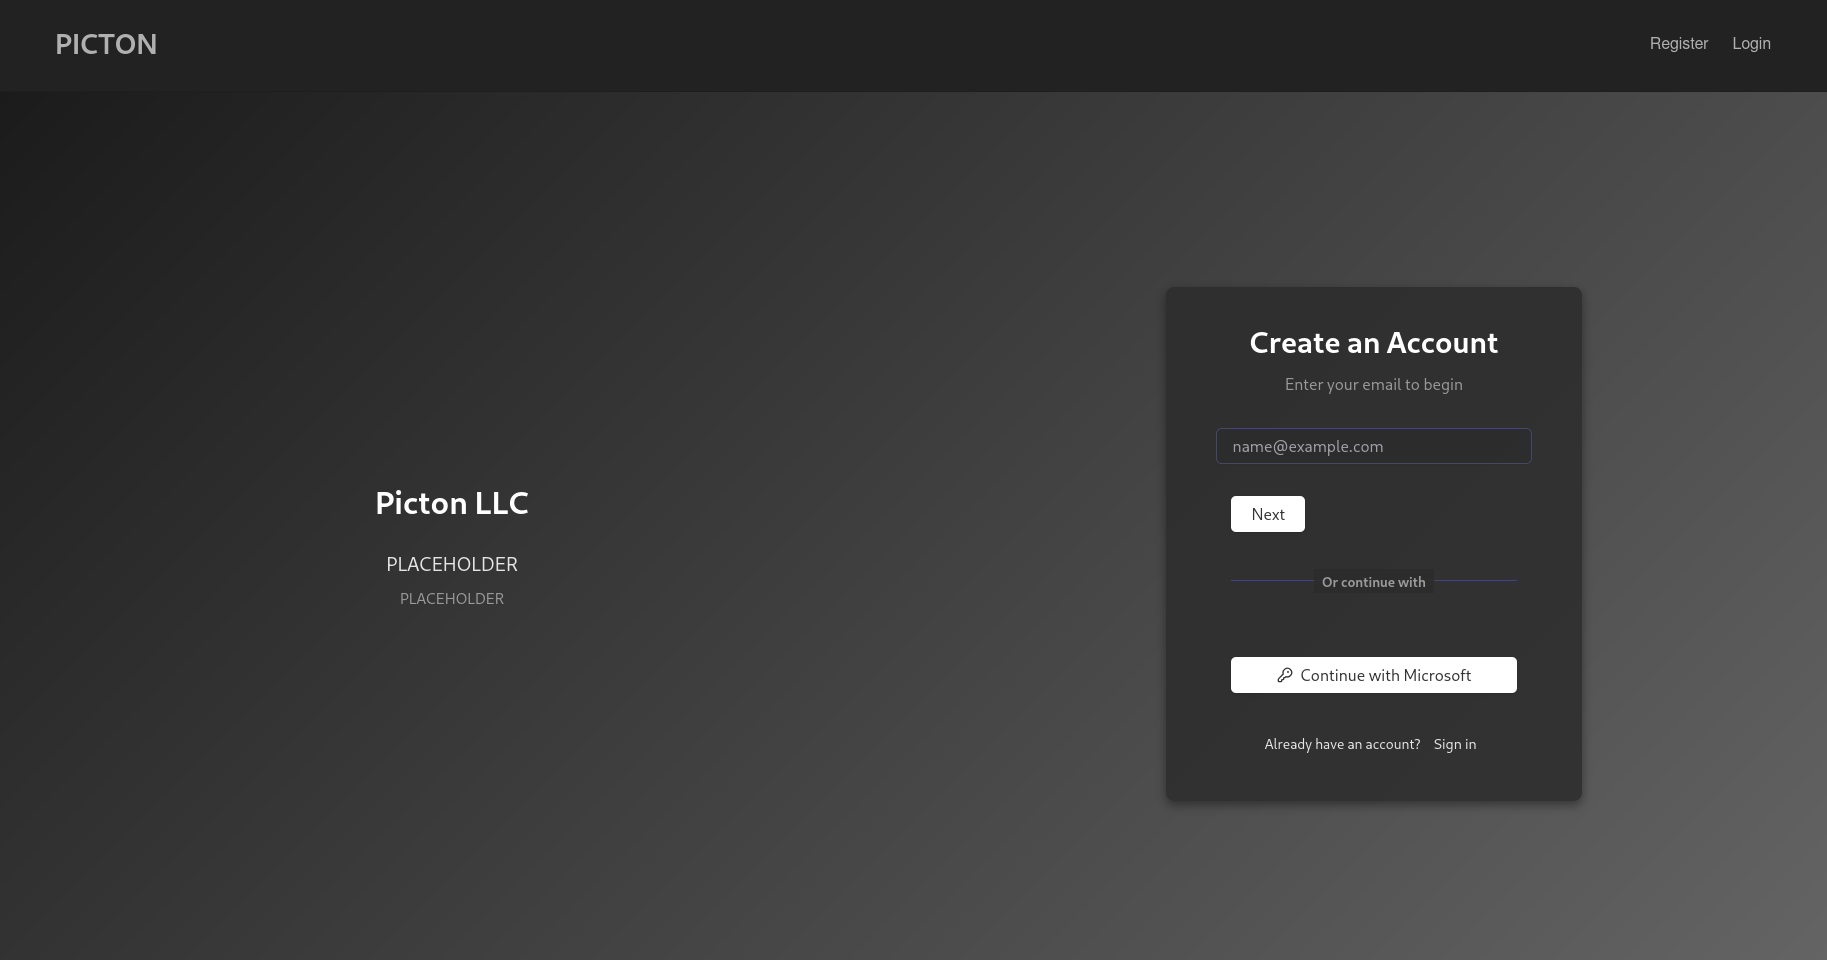 PICTON
Register Login
Picton LLC
PLACEHOLDER
PLACEHOLDER
Create an Account
Enter your email to begin
name@example.com
Next
Or continue with
Continue with Microsoft
Already have an account? Sign in